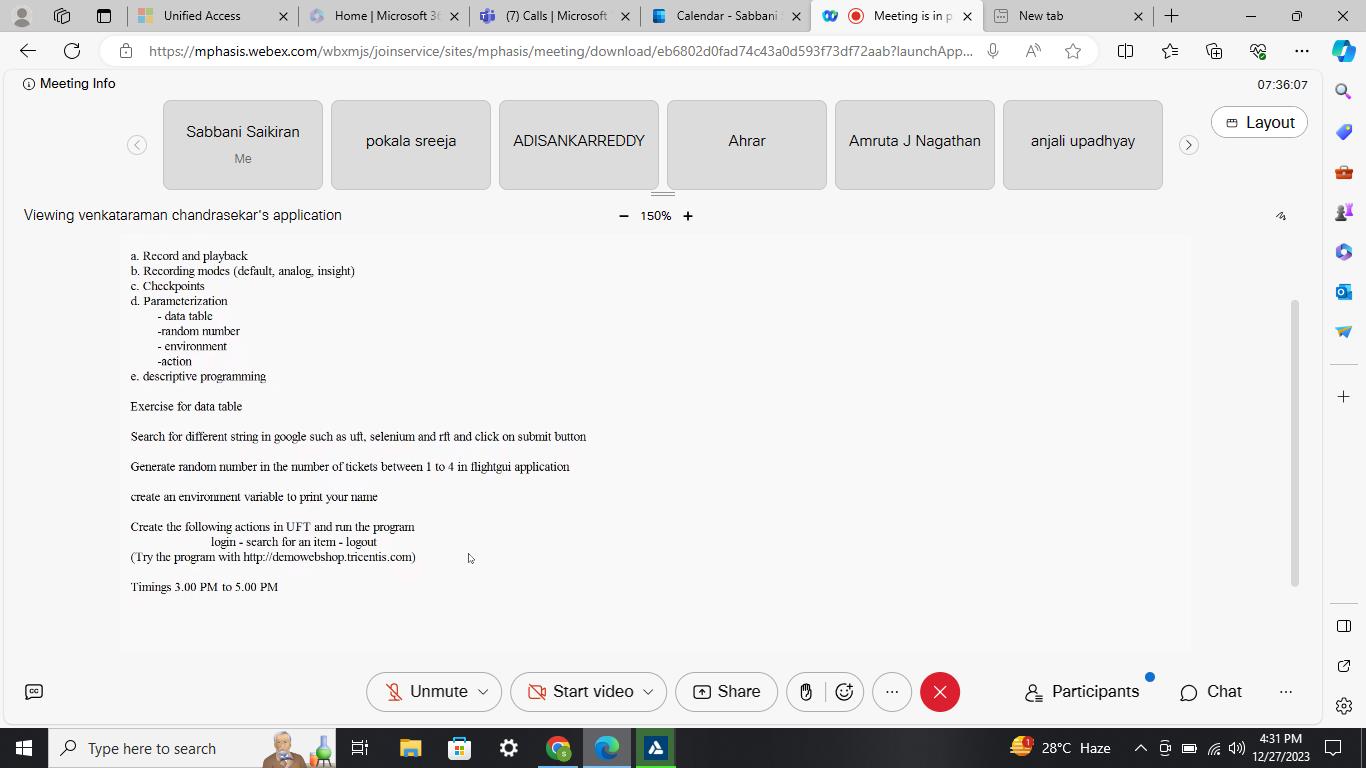 Unified Access
Home | Microsoft 36
(7) Calls | Microsoft
Calendar - Sabbani
Meeting is in p
New tab
https://mphasis.webex.com/wbxmjs/joinservice/sites/mphasis/meeting/download/eb6802d0fad74c43a0d593f73df72aab?launchApp...
Meeting Info
07:36:07
Sabbani Saikiran
Me
pokala sreeja
ADISANKARREDDY
Ahrar
Amruta J Nagathan
anjali upadhyay
Layout
Viewing venkataraman chandrasekar's application
− 150% +
a. Record and playback
b. Recording modes (default, analog, insight)
c. Checkpoints
d. Parameterization
- data table
-random number
- environment
-action
e. descriptive programming
Exercise for data table
Search for different string in google such as uft, selenium and rft and click on submit button
Generate random number in the number of tickets between 1 to 4 in flightgui application
create an environment variable to print your name
Create the following actions in UFT and run the program
login - search for an item - logout
(Try the program with http://demowebshop.tricentis.com)
Timings 3.00 PM to 5.00 PM
CC
Unmute
Start video
Share
Participants
Chat
Type here to search
1
28°C Haze
4:31 PM
12/27/2023